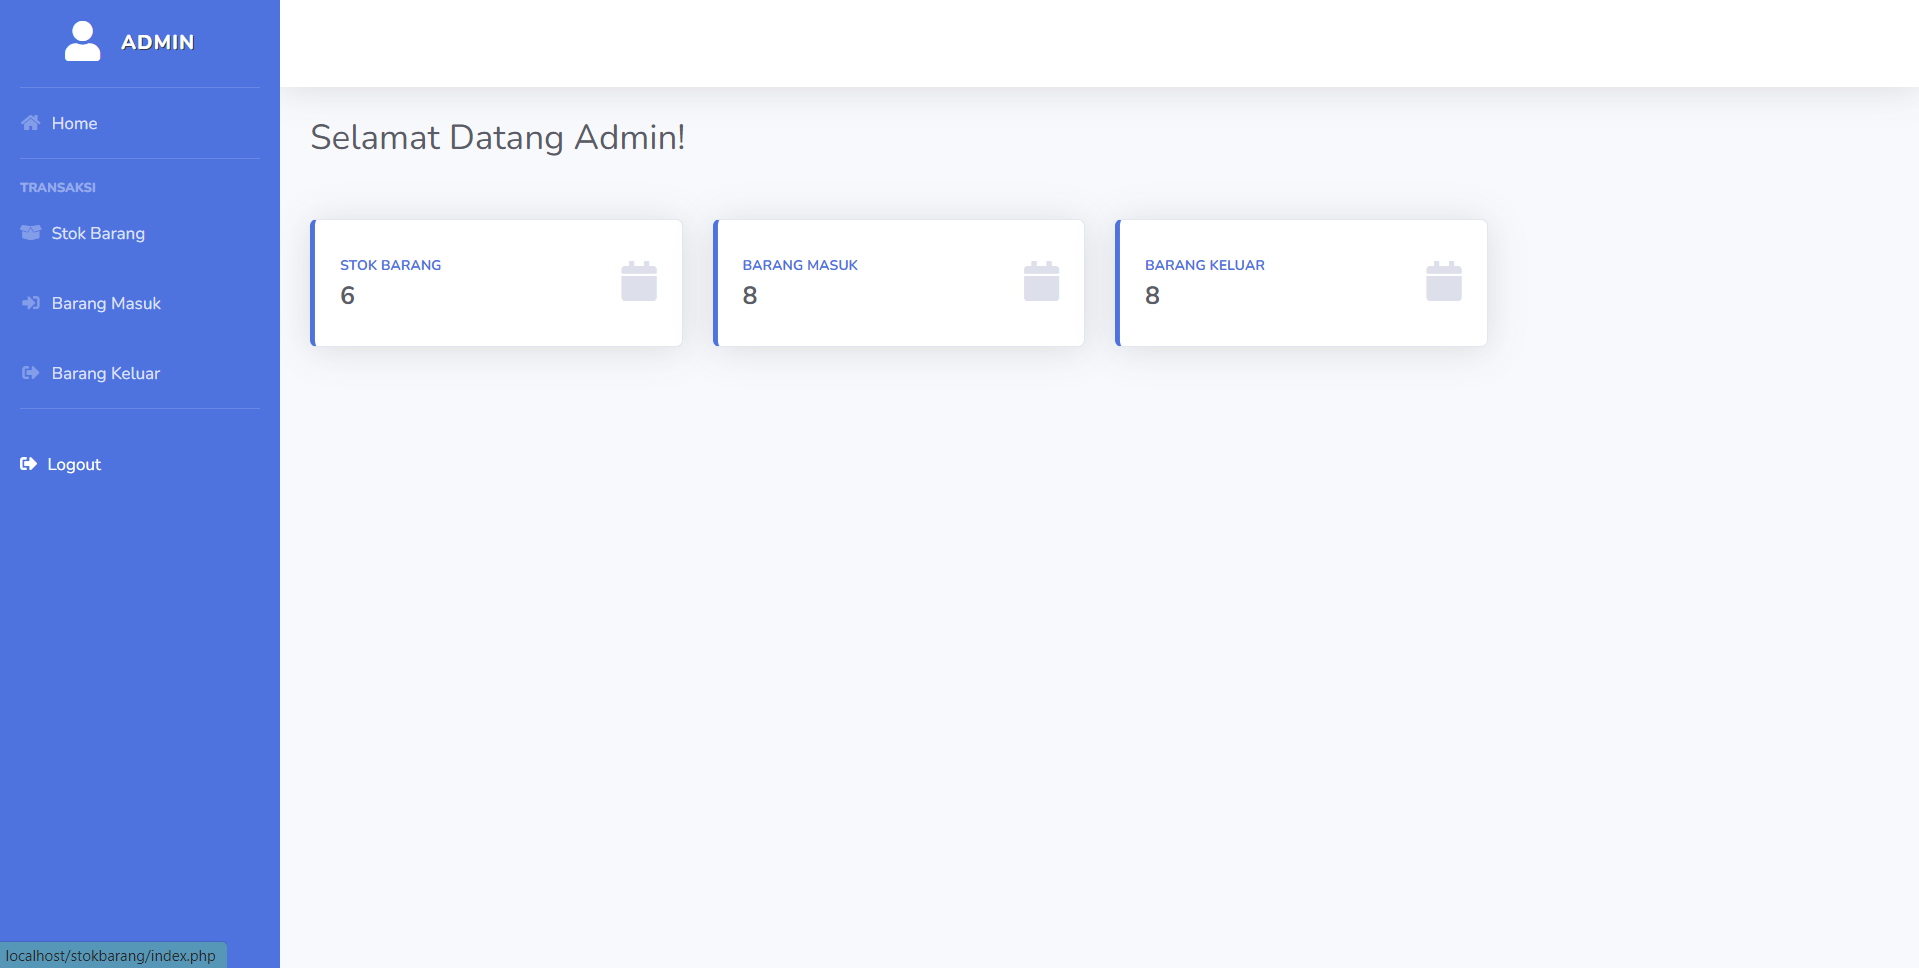 ADMIN
Home
TRANSAKSI
Stok Barang
Barang Masuk
Barang Keluar
Logout
Selamat Datang Admin!
STOK BARANG
6
BARANG MASUK
8
BARANG KELUAR
8
localhost/stokbarang/index.php